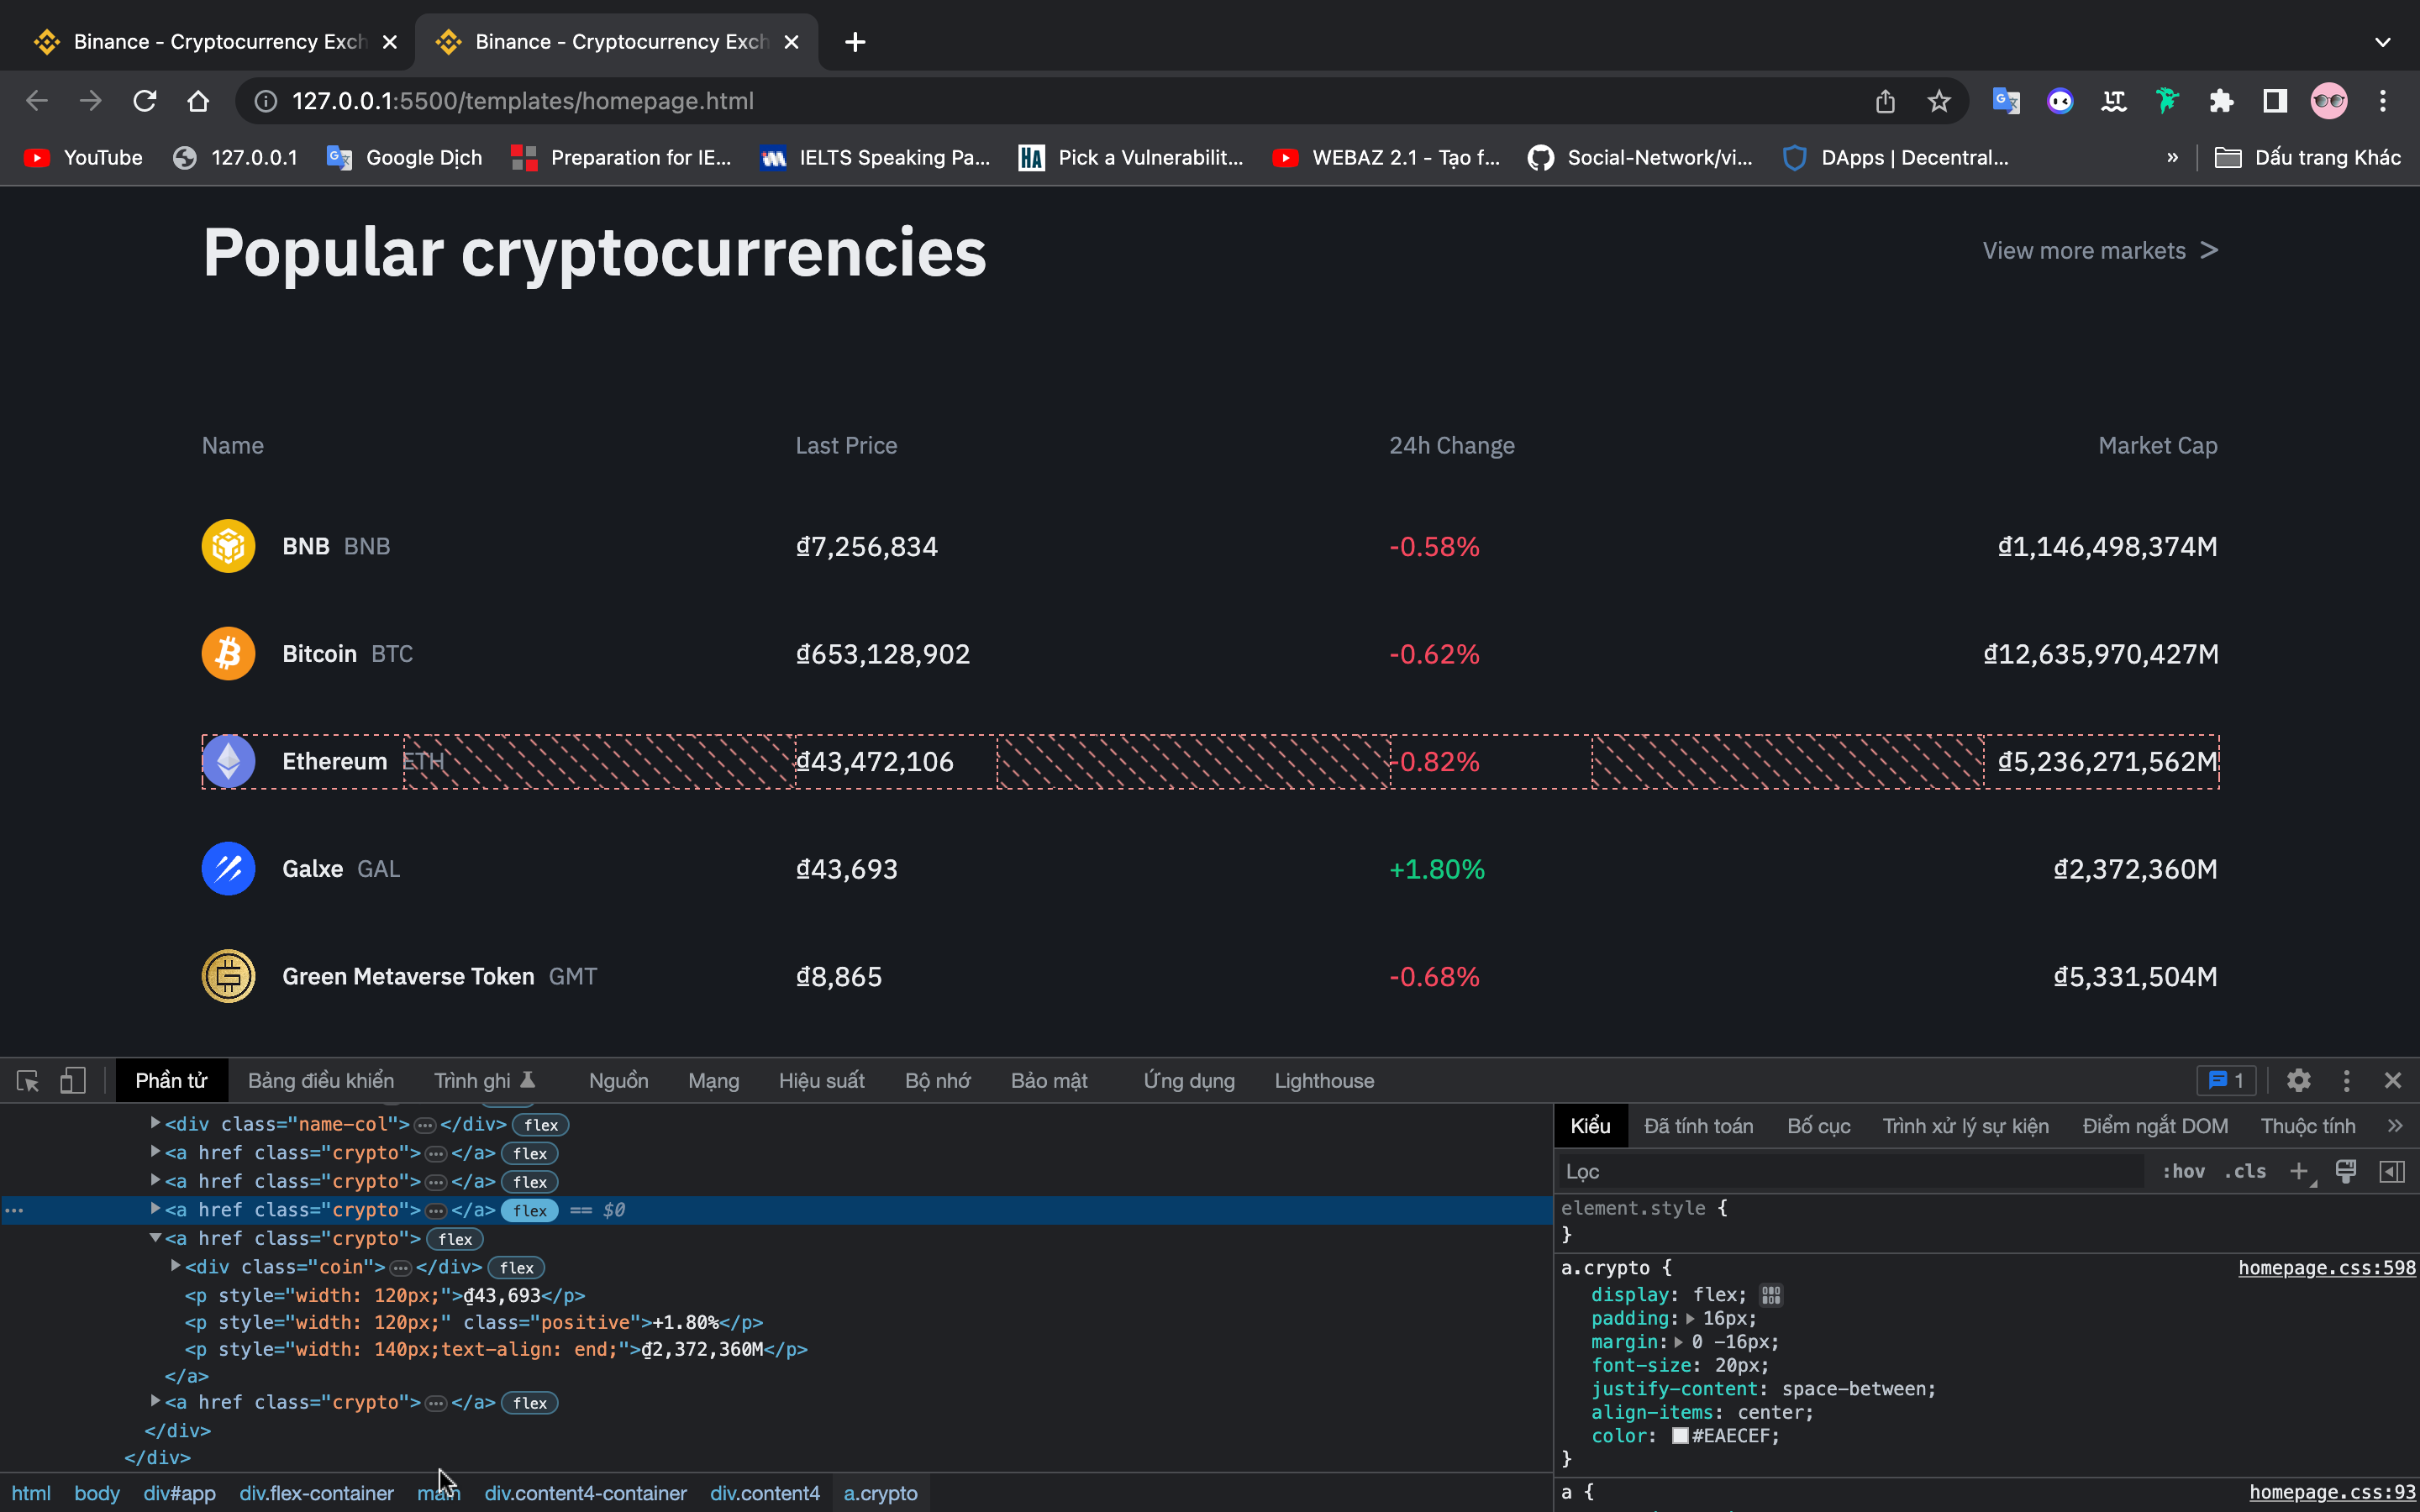 Binance - Cryptocurrency Exch
Binance - Cryptocurrency Exch
127.0.0.1:5500/templates/homepage.html
YouTube 127.0.0.1 Google Dịch Preparation for IE... IELTS Speaking Pa... HA Pick a Vulnerabilit... WEBAZ 2.1 - Tạo f... Social-Network/vi... DApps | Decentral... » Dấu trang Khác
Popular cryptocurrencies
View more markets >
Name Last Price 24h Change Market Cap
BNB BNB ₫7,256,834 -0.58% ₫1,146,498,374M
Bitcoin BTC ₫653,128,902 -0.62% ₫12,635,970,427M
Ethereum ETH ₫43,472,106 -0.82% ₫5,236,271,562M
Galxe GAL ₫43,693 +1.80% ₫2,372,360M
Green Metaverse Token GMT ₫8,865 -0.68% ₫5,331,504M
Phần tử Bảng điều khiển Trình ghi Nguồn Mạng Hiệu suất Bộ nhớ Bảo mật Ứng dụng Lighthouse 1
<div class="name-col">…</div> flex
<a href class="crypto">…</a> flex
<a href class="crypto">…</a> flex
<a href class="crypto">…</a> flex == $0
<a href class="crypto"> flex
<div class="coin">…</div> flex
<p style="width: 120px;">₫43,693</p>
<p style="width: 120px;" class="positive">+1.80%</p>
<p style="width: 140px;text-align: end;">₫2,372,360M</p>
</a>
<a href class="crypto">…</a> flex
</div>
</div>
html body div#app div.flex-container main div.content4-container div.content4 a.crypto
Kiểu Đã tính toán Bố cục Trình xử lý sự kiện Điểm ngắt DOM Thuộc tính »
Lọc :hov .cls +
element.style {
}
a.crypto { homepage.css:598
display: flex;
padding: 16px;
margin: 0 -16px;
font-size: 20px;
justify-content: space-between;
align-items: center;
color: #EAECEF;
}
a { homepage.css:93